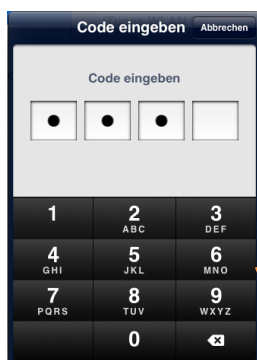 Code eingeben Abbrechen
Code eingeben
1 2 3
ABC DEF
4 5 6
GHI JKL MNO
7 8 9
PQRS TUV WXYZ
0